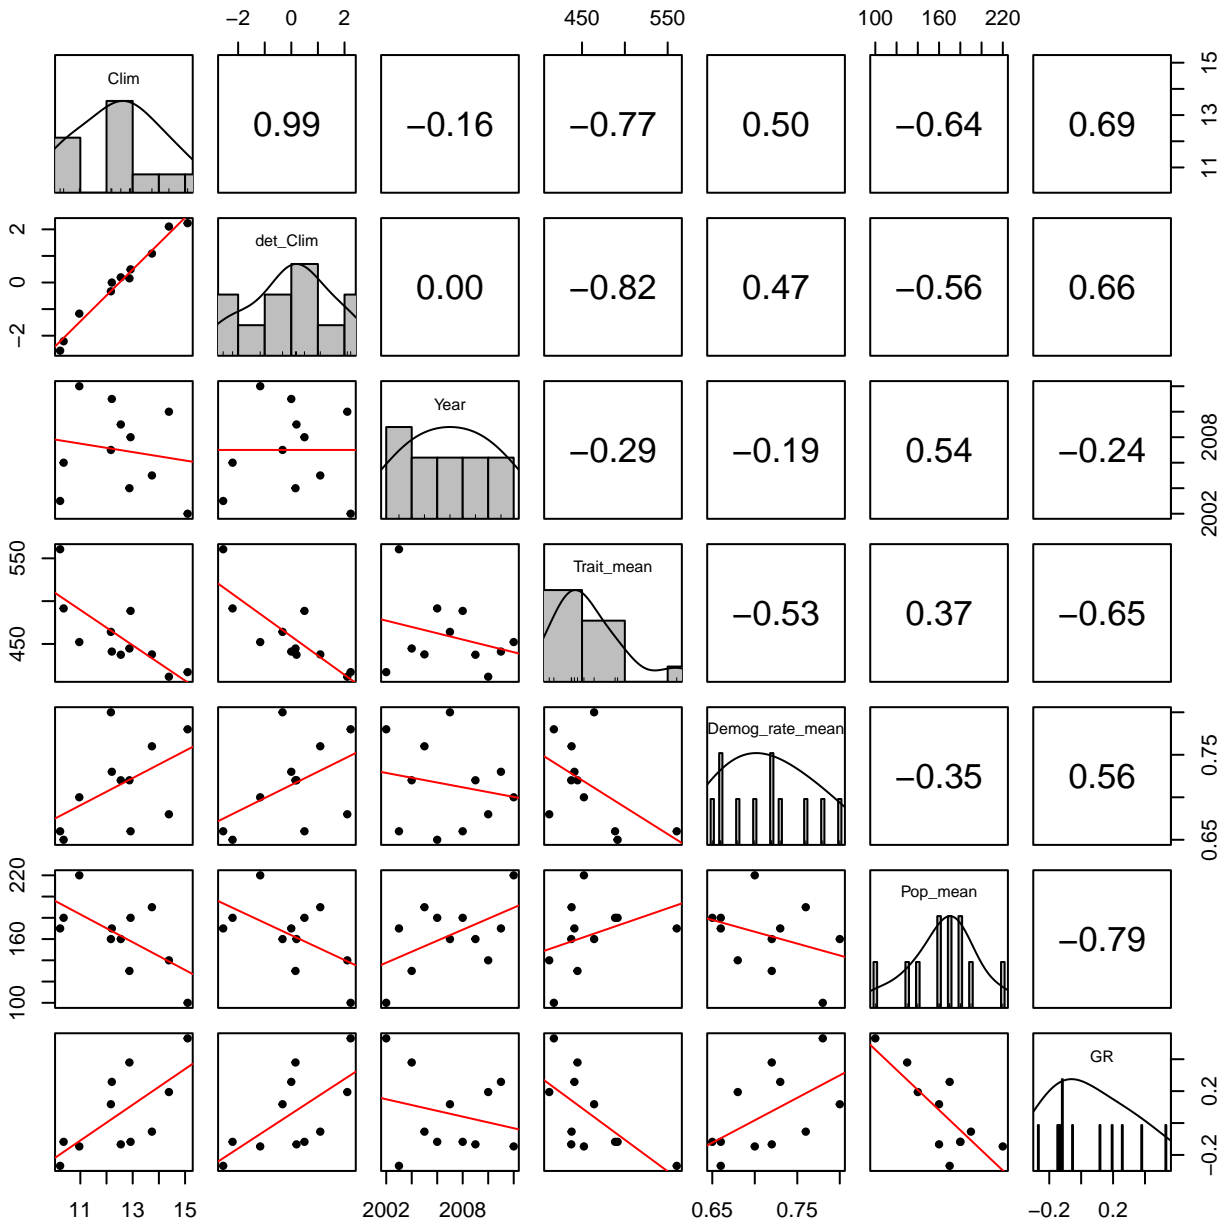 −2 0 2 450 550 100 160 220
Clim 0.99 −0.16 −0.77 0.50 −0.64 0.69 11 13 15
−2 0 2 det_Clim 0.00 −0.82 0.47 −0.56 0.66
Year −0.29 −0.19 0.54 −0.24 2002 2008
450 550 Trait_mean −0.53 0.37 −0.65
Demog_rate_mean −0.35 0.56 0.65 0.75
100 160 220 Pop_mean −0.79
GR −0.2 0.2
11 13 15 2002 2008 0.65 0.75 −0.2 0.2